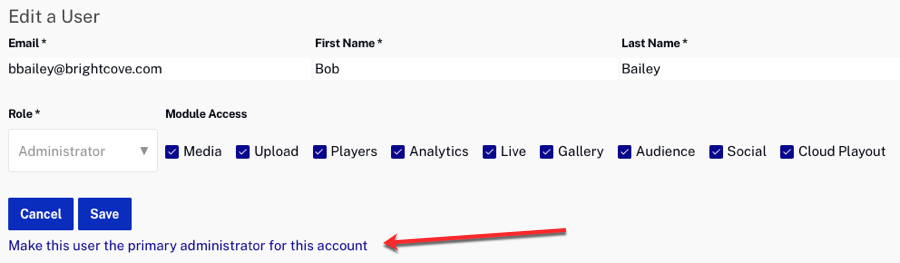 Edit a User
Email * First Name * Last Name *
bbailey@brightcove.com Bob Bailey
Role * Module Access
Administrator Media Upload Players Analytics Live Gallery Audience Social Cloud Playout
Cancel Save
Make this user the primary administrator for this account